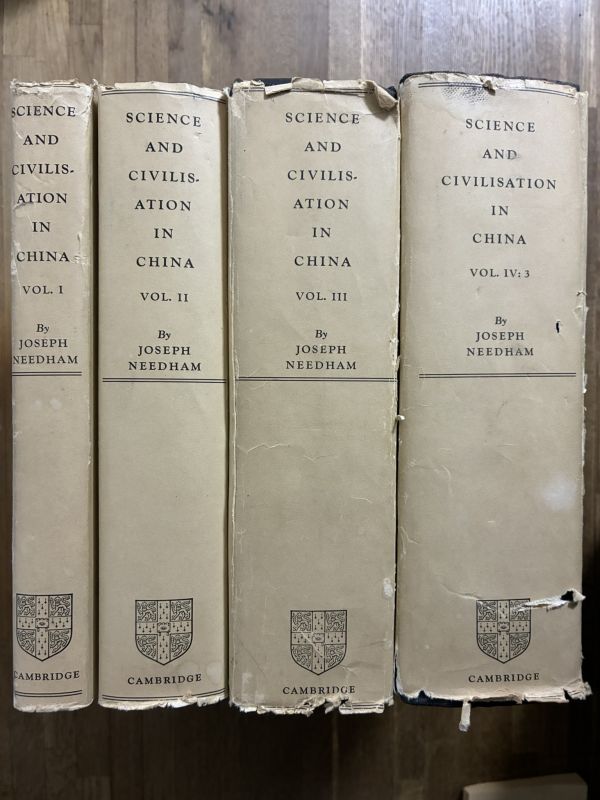 SCIENCE
AND
CIVILIS-
ATION
IN
CHINA
VOL. I
By
JOSEPH
NEEDHAM
CAMBRIDGE
SCIENCE
AND
CIVILIS-
ATION
IN
CHINA
VOL. II
By
JOSEPH
NEEDHAM
CAMBRIDGE
SCIENCE
AND
CIVILIS-
ATION
IN
CHINA
VOL. III
By
JOSEPH
NEEDHAM
CAMBRIDGE
SCIENCE
AND
CIVILISATION
IN
CHINA
VOL. IV: 3
By
JOSEPH
NEEDHAM
CAMBRIDGE